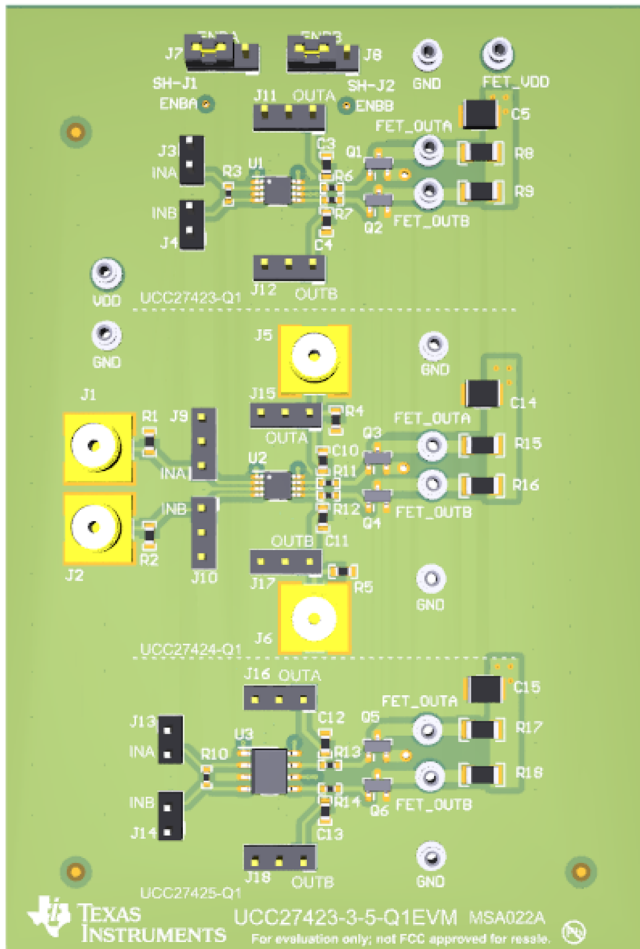 ENBA
ENBB
J7
J8
SH-J1
SH-J2
GND
FET_VDD
ENBA
J11
OUTA
ENBB
C5
FET_OUTA
J3
C3
Q1
R8
INA
R3
U1
R6
INB
R7
R9
J4
C4
Q2
FET_OUTB
J12
OUTB
VDD
UCC27423-Q1
GND
J5
GND
J1
J15
C14
R1
J9
R4
FET_OUTA
OUTA
Q3
C10
R15
INA
U2
R11
INB
R12
R16
Q4
FET_OUTB
R2
C11
OUTB
J2
J10
J17
R5
GND
J6
UCC27424-Q1
J16
OUTA
C15
FET_OUTA
J13
C12
Q5
R17
U3
INA
R10
R13
R18
INB
R14
FET_OUTB
J14
C13
Q6
J18
OUTB
GND
UCC27425-Q1
TEXAS INSTRUMENTS
UCC27423-3-5-Q1EVM MSA022A
For evaluation only; not FCC approved for resale.
Pb